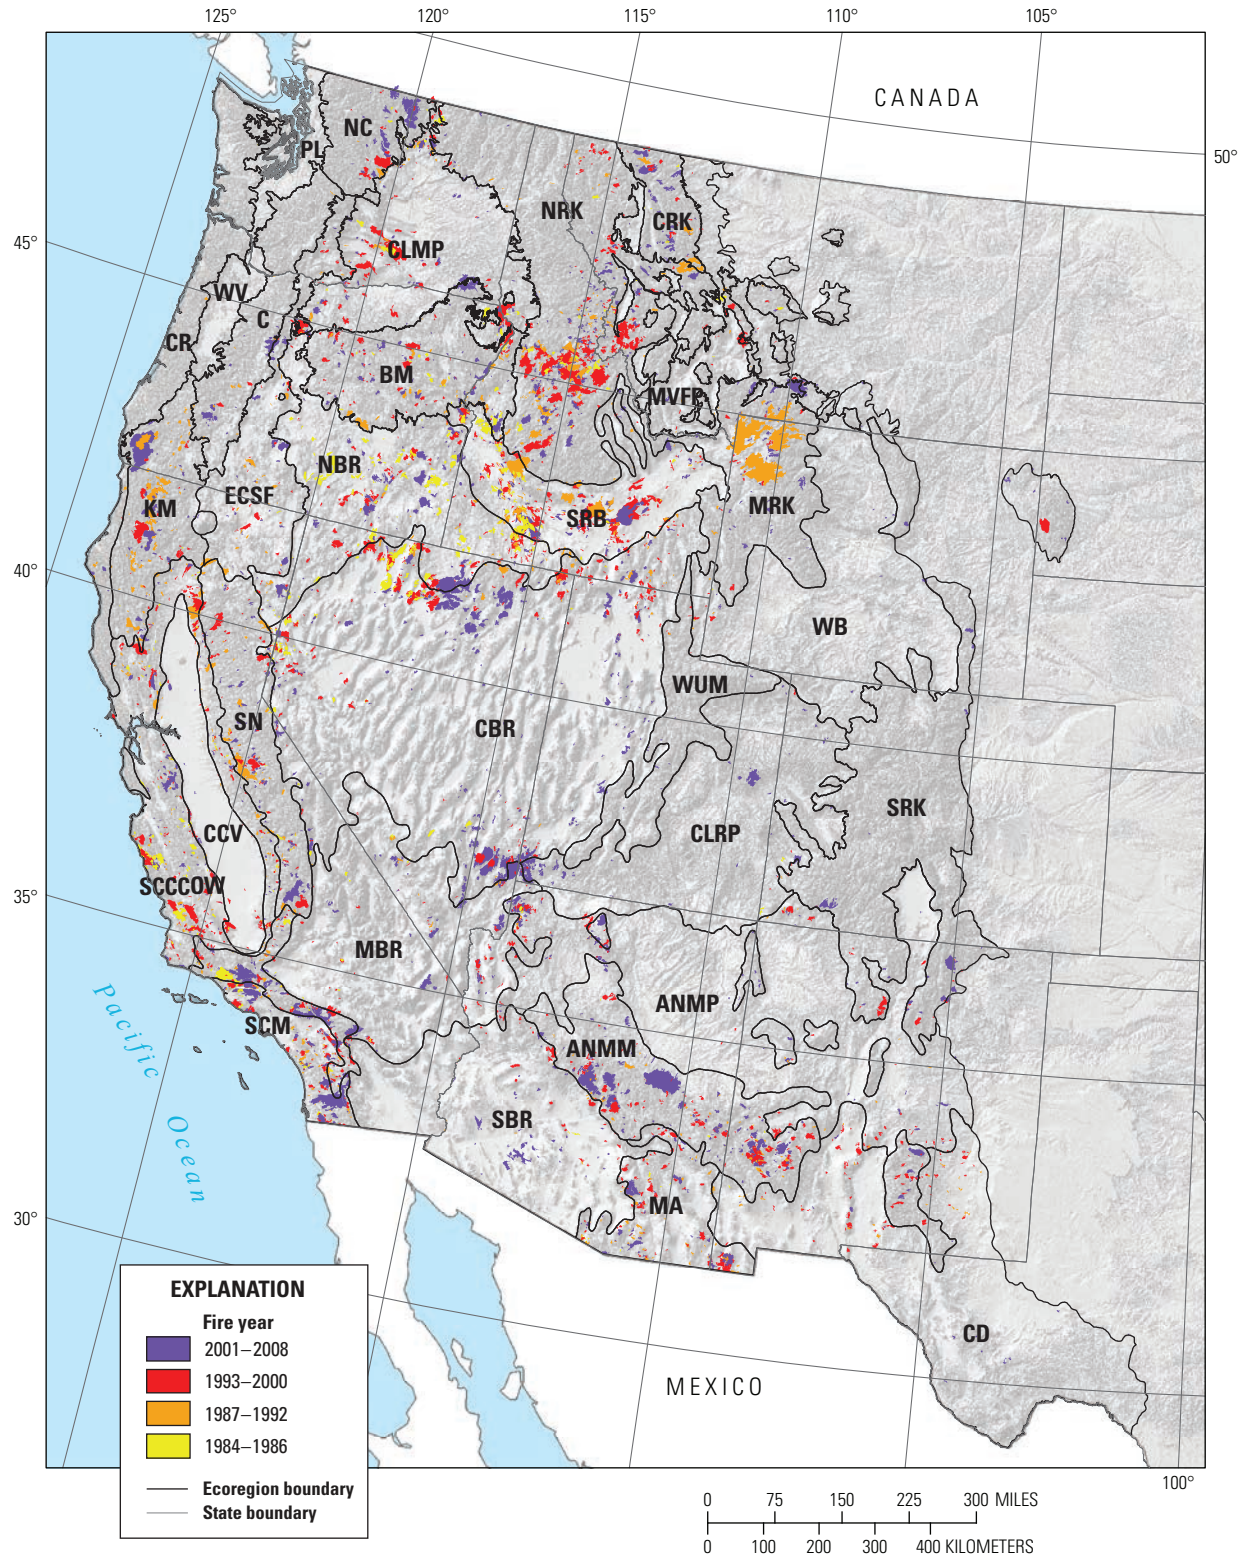 125°
120°
115°
110°
105°
CANADA
50°
NC
PL
NRK
CRK
45°
CLMP
WV
C
CR
BM
MVFP
NBR
ECSF
KM
SRB
MRK
40°
WB
WUM
SN
CBR
SRK
CCV
CLRP
SCCCOW
35°
MBR
ANMP
Pacific
Ocean
SCM
ANMM
SBR
MA
30°
CD
MEXICO
100°
EXPLANATION
Fire year
2001–2008
1993–2000
1987–1992
1984–1986
Ecoregion boundary
State boundary
0 75 150 225 300 MILES
0 100 200 300 400 KILOMETERS